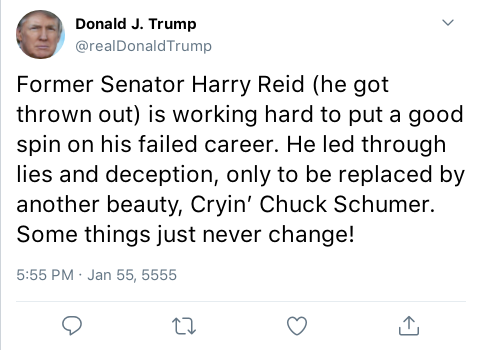 Donald J. Trump
@realDonaldTrump
Former Senator Harry Reid (he got
thrown out) is working hard to put a good
spin on his failed career. He led through
lies and deception, only to be replaced by
another beauty, Cryin’ Chuck Schumer.
Some things just never change!
5:55 PM · Jan 55, 5555